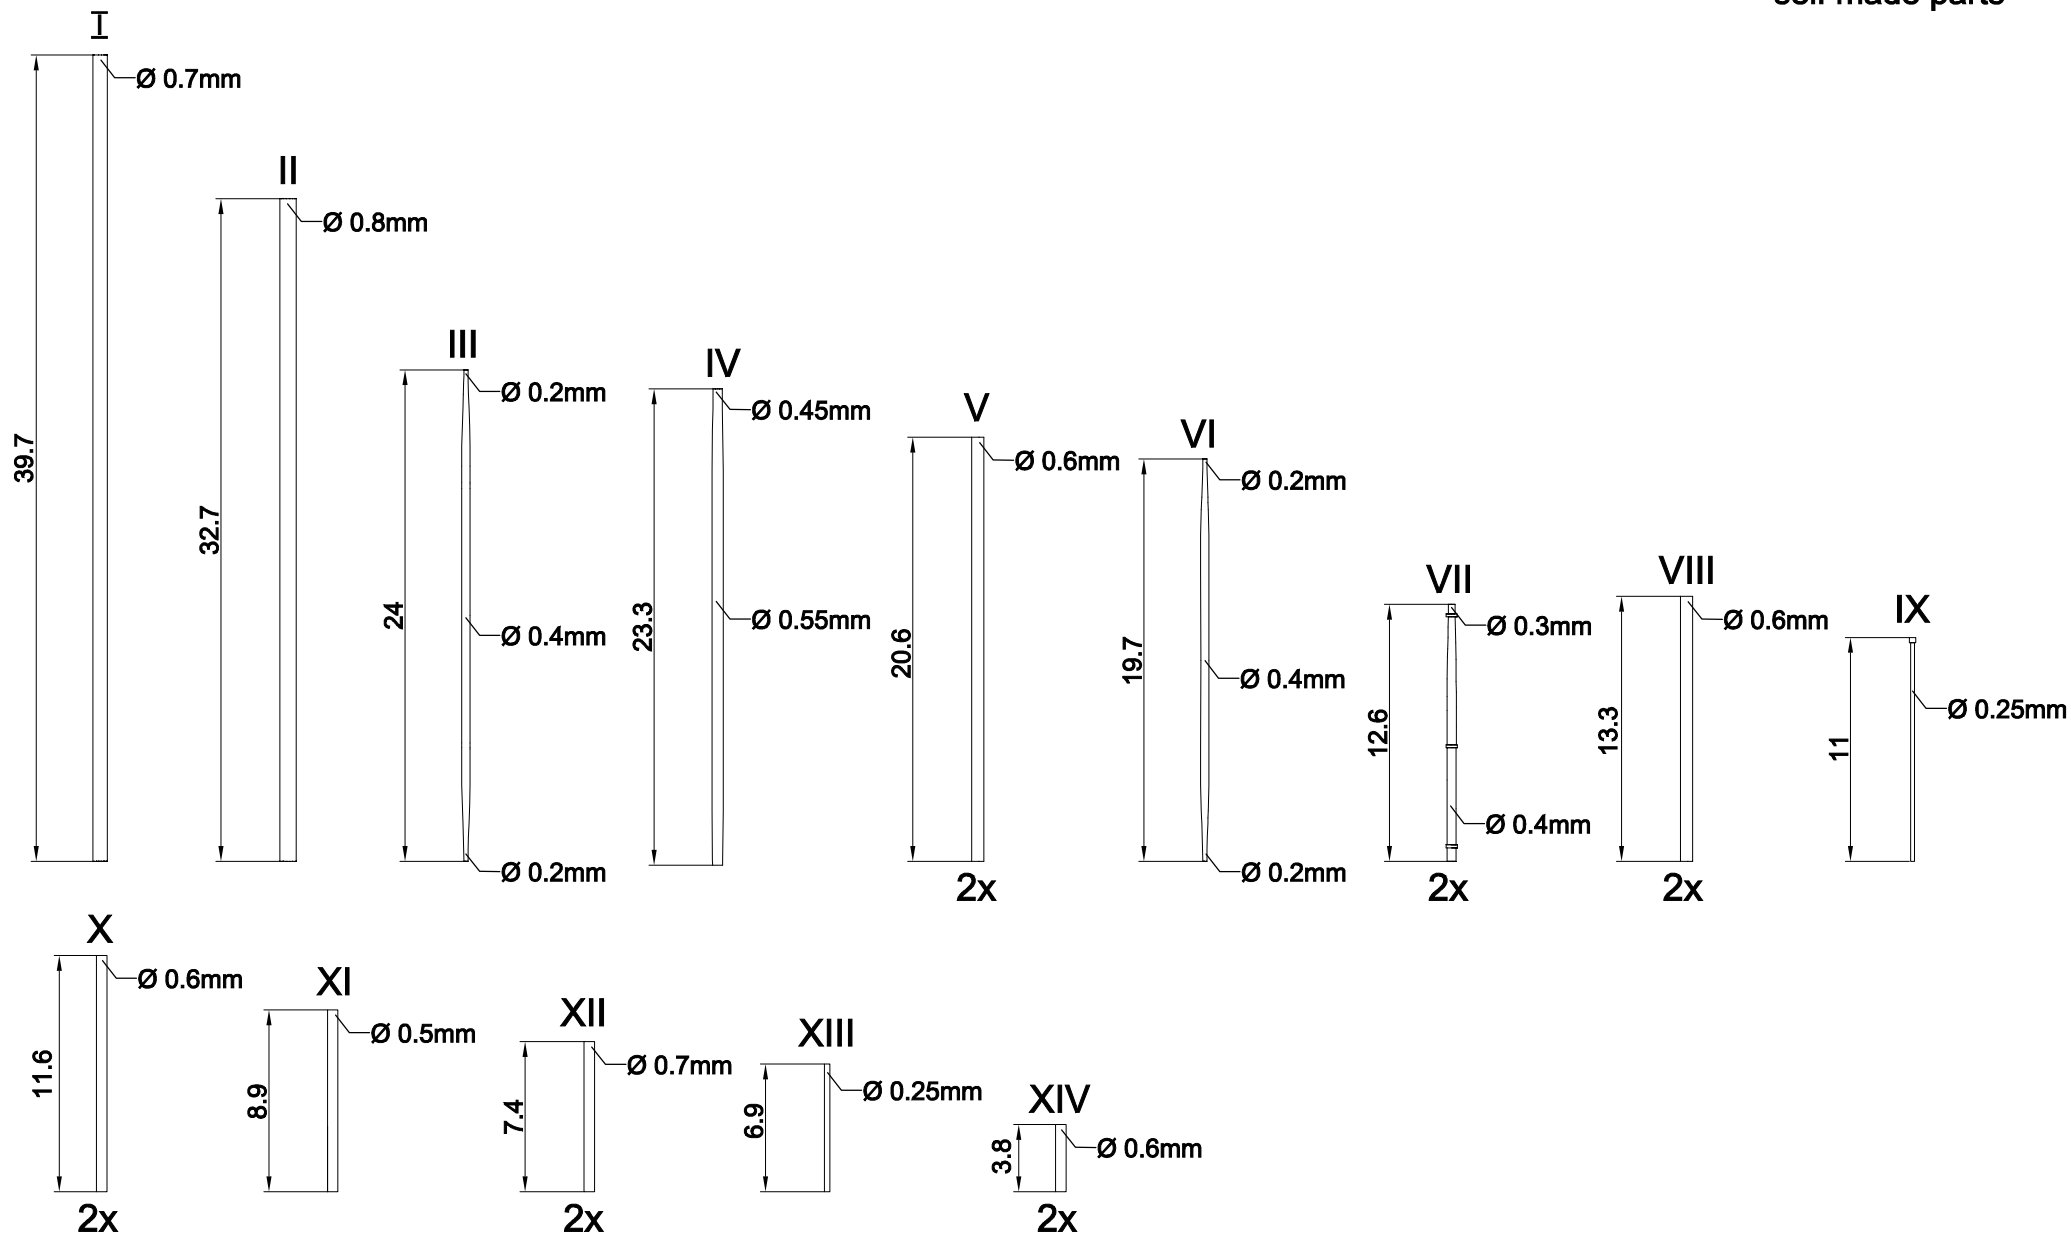 self made parts
I
Ø 0.7mm
39.7
II
Ø 0.8mm
32.7
III
Ø 0.2mm
24
Ø 0.4mm
Ø 0.2mm
IV
Ø 0.45mm
23.3
Ø 0.55mm
V
Ø 0.6mm
20.6
2x
VI
Ø 0.2mm
19.7
Ø 0.4mm
Ø 0.2mm
VII
Ø 0.3mm
12.6
Ø 0.4mm
2x
VIII
Ø 0.6mm
13.3
2x
IX
11
Ø 0.25mm
X
Ø 0.6mm
11.6
2x
XI
Ø 0.5mm
8.9
XII
Ø 0.7mm
7.4
2x
XIII
Ø 0.25mm
6.9
XIV
Ø 0.6mm
3.8
2x